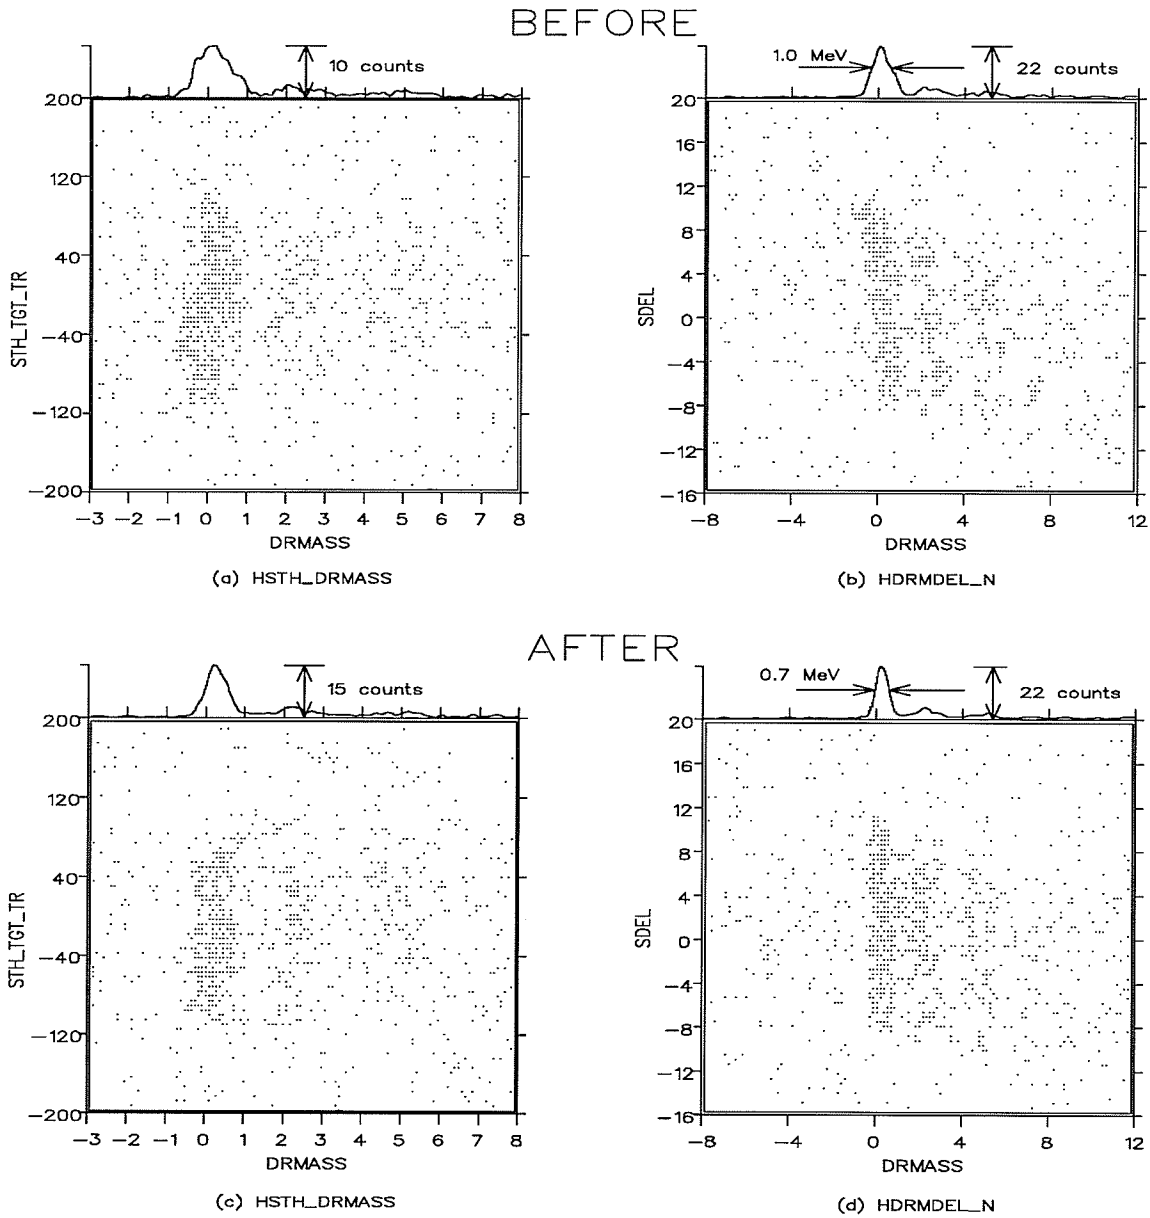 BEFORE
10 counts
200
120
40
-40
-120
-200
STH_TGT_TR
-3 -2 -1 0 1 2 3 4 5 6 7 8
DRMASS
(a) HSTH_DRMASS
1.0 MeV
22 counts
20
16
12
8
4
0
-4
-8
-12
-16
SDEL
-8 -4 0 4 8 12
DRMASS
(b) HDRMDEL_N
AFTER
15 counts
200
120
40
-40
-120
-200
STH_TGT_TR
-3 -2 -1 0 1 2 3 4 5 6 7 8
DRMASS
(c) HSTH_DRMASS
0.7 MeV
22 counts
20
16
12
8
4
0
-4
-8
-12
-16
SDEL
-8 -4 0 4 8 12
DRMASS
(d) HDRMDEL_N